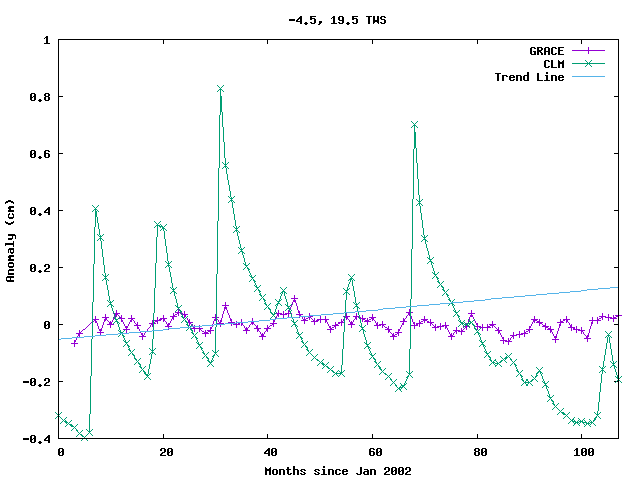 -4.5, 19.5 TWS
GRACE
CLM
Trend Line
1
0.8
0.6
0.4
0.2
0
-0.2
-0.4
Anomaly (cm)
0 20 40 60 80 100
Months since Jan 2002